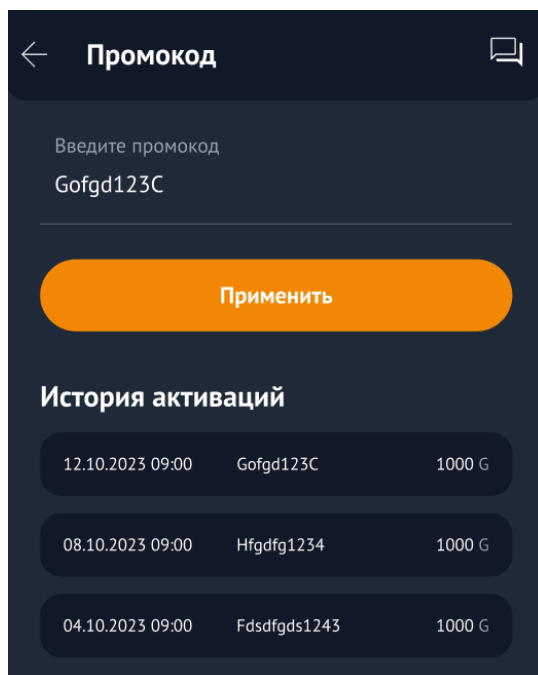 Промокод
Введите промокод
Gofgd123C
Применить
История активаций
12.10.2023 09:00 Gofgd123C 1000 G
08.10.2023 09:00 Hfgdfg1234 1000 G
04.10.2023 09:00 Fdsdfgds1243 1000 G